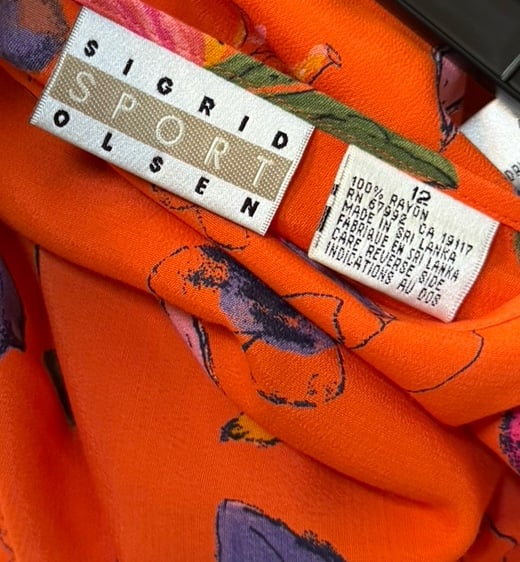 SIGRID
SPORT
OLSEN
12
100% RAYON
RN 67992 CA 19117
MADE IN SRI LANKA
FABRIQUE EN SRI LANKA
CARE REVERSE SIDE
INDICATIONS AU DOS